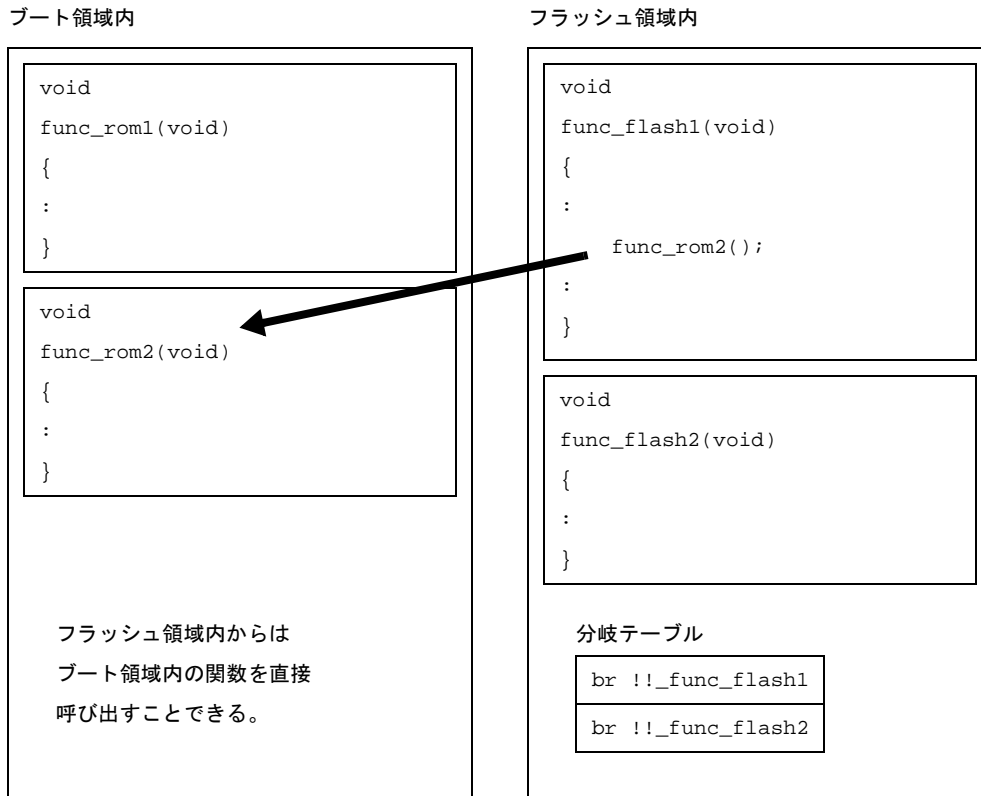 ブート領域内
void
func_rom1(void)
{
:
}
void
func_rom2(void)
{
:
}
フラッシュ領域内からは
ブート領域内の関数を直接
呼び出すことできる。
フラッシュ領域内
void
func_flash1(void)
{
:
func_rom2();
:
}
void
func_flash2(void)
{
:
}
分岐テーブル
br !!_func_flash1
br !!_func_flash2